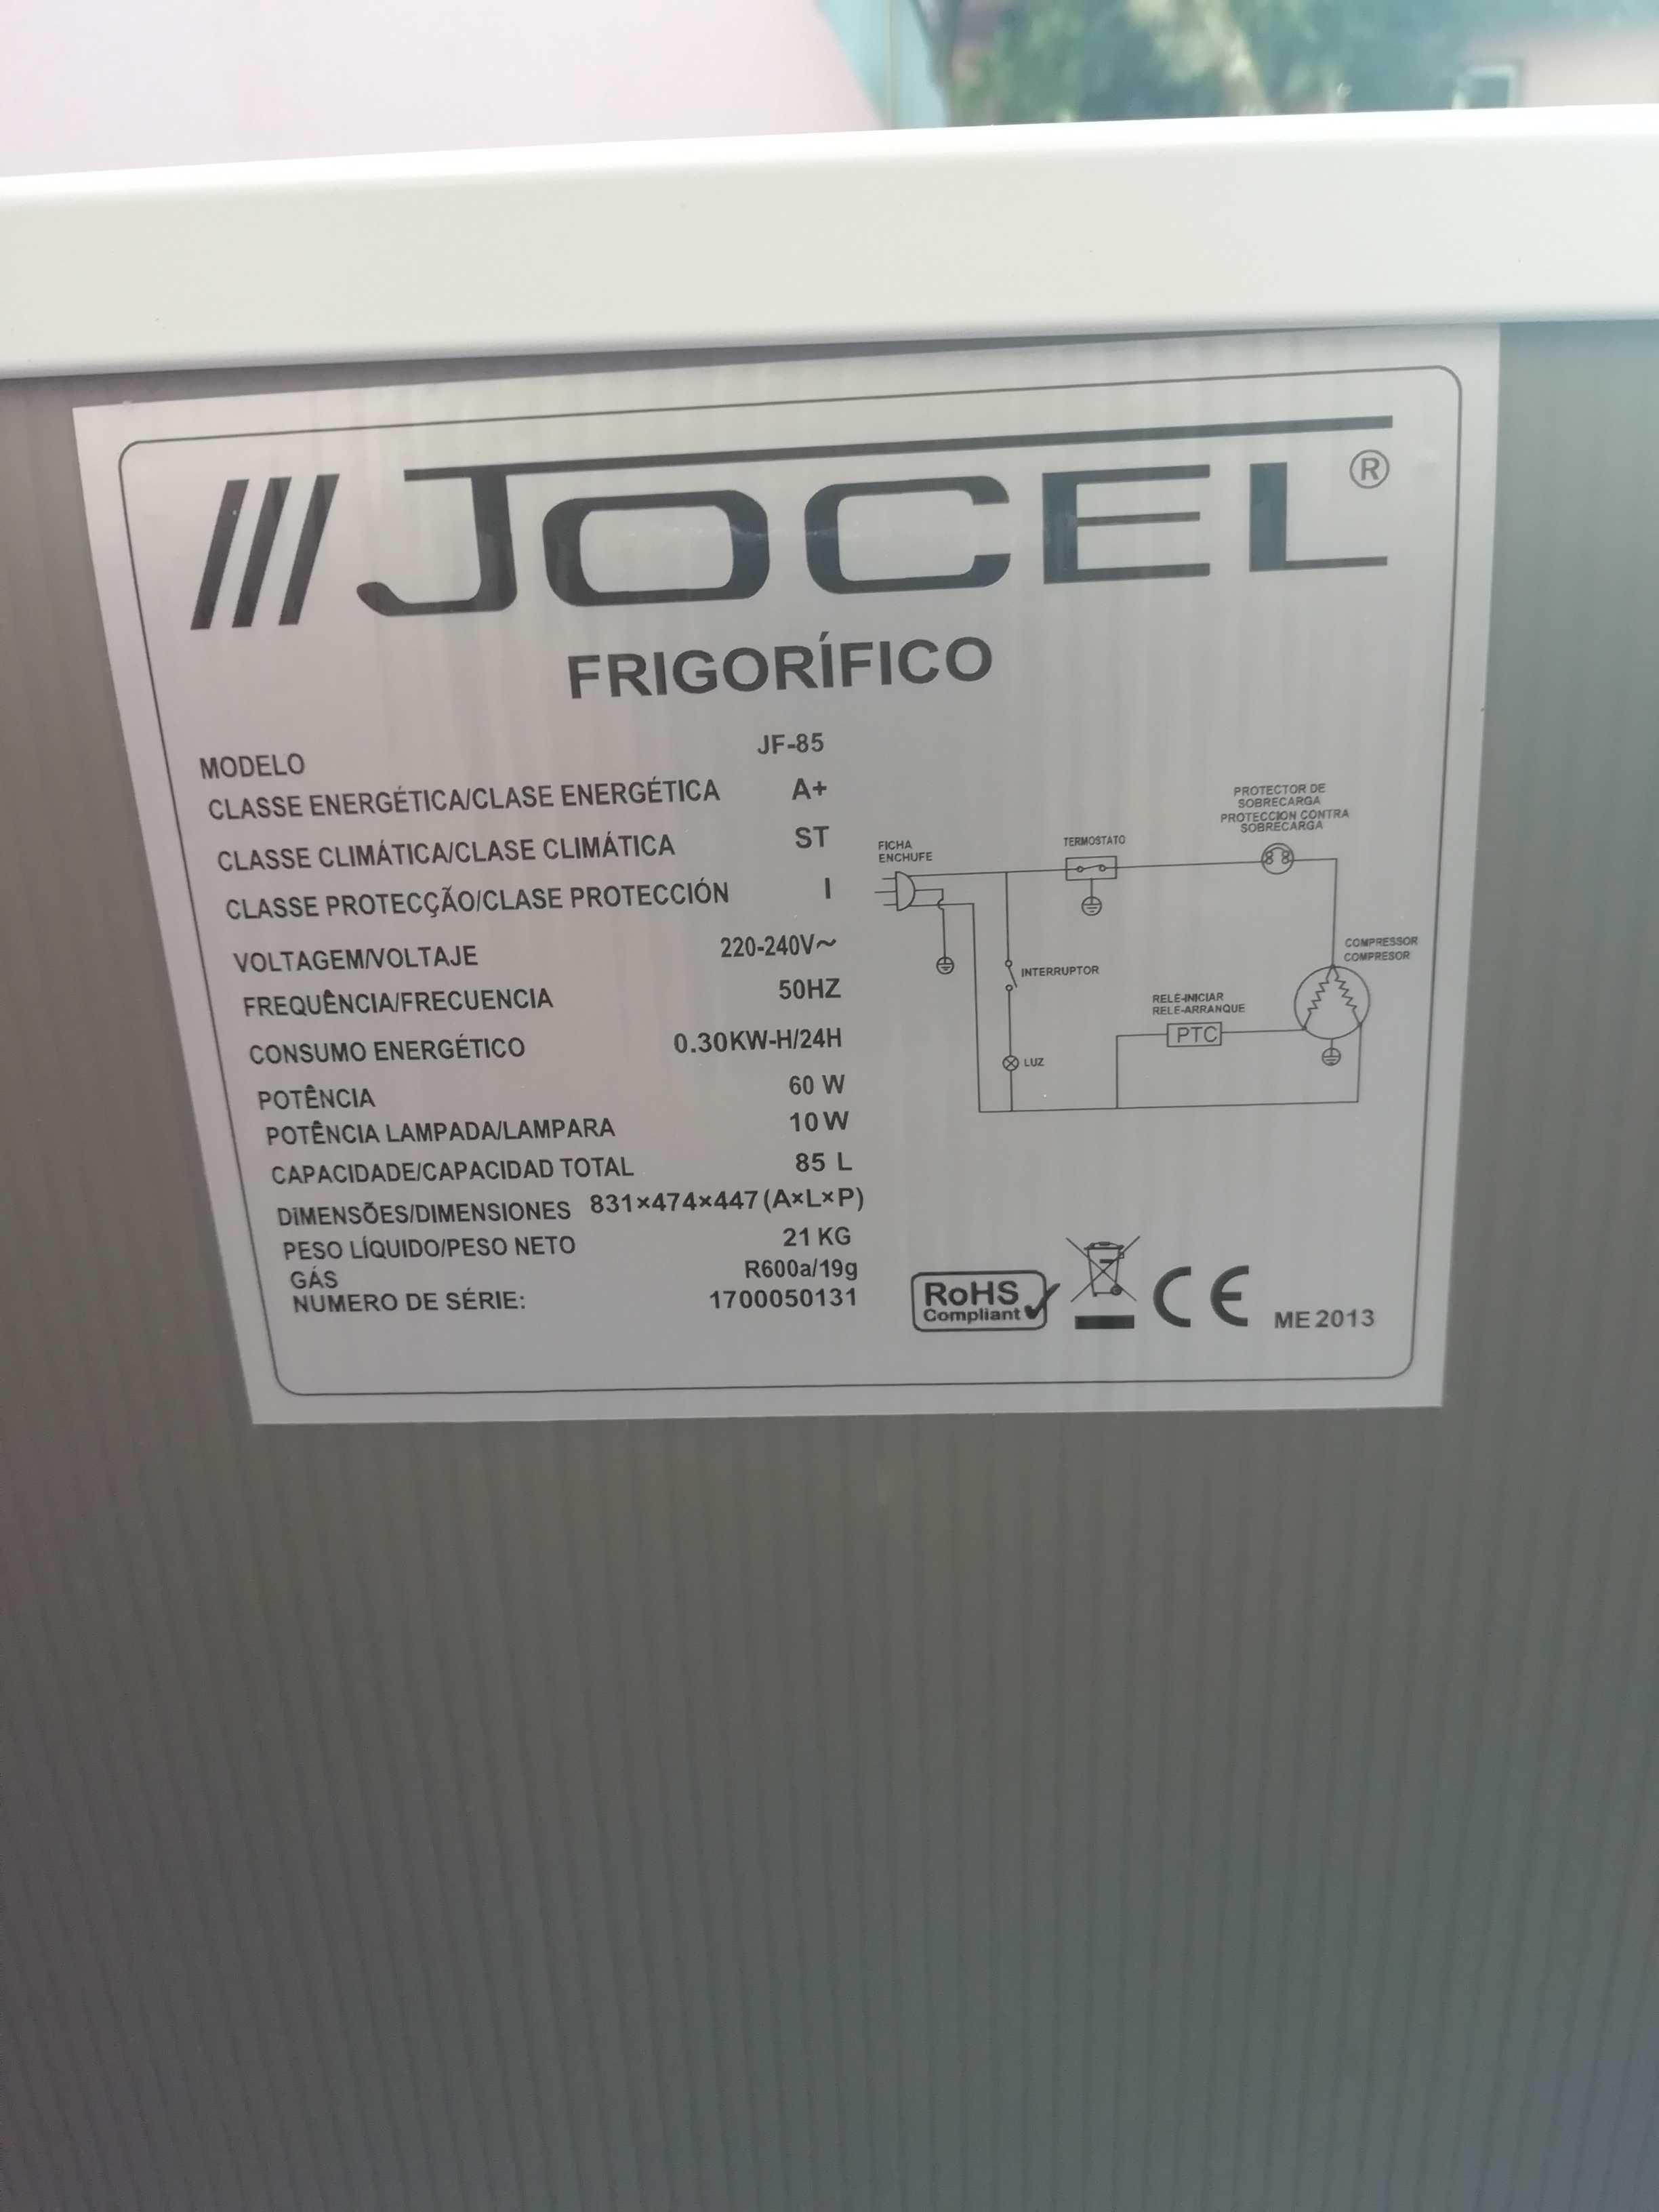 JOCEL®
FRIGORÍFICO
MODELO JF-85
CLASSE ENERGÉTICA/CLASE ENERGÉTICA A+
CLASSE CLIMÁTICA/CLASE CLIMÁTICA ST
CLASSE PROTECÇÃO/CLASE PROTECCIÓN I
VOLTAGEM/VOLTAJE 220-240V~
FREQUÊNCIA/FRECUENCIA 50HZ
CONSUMO ENERGÉTICO 0.30KW-H/24H
POTÊNCIA 60 W
POTÊNCIA LAMPADA/LAMPARA 10W
CAPACIDADE/CAPACIDAD TOTAL 85 L
DiMENSÕES/DIMENSIONES 831×474×447(A×L×P)
PESO LÍQUIDO/PESO NETO 21 KG
GÁS R600a/19g
NUMERO DE SÉRIE: 1700050131
FICHA
ENCHUFE
TERMOSTATO
PROTECTOR DE
SOBRECARGA
PROTECCION CONTRA
SOBRECARGA
INTERRUPTOR
LUZ
RELÉ-INICIAR
RELE-ARRANQUE
PTC
COMPRESSOR
COMPRESOR
RoHS
Compliant
CE
ME 2013